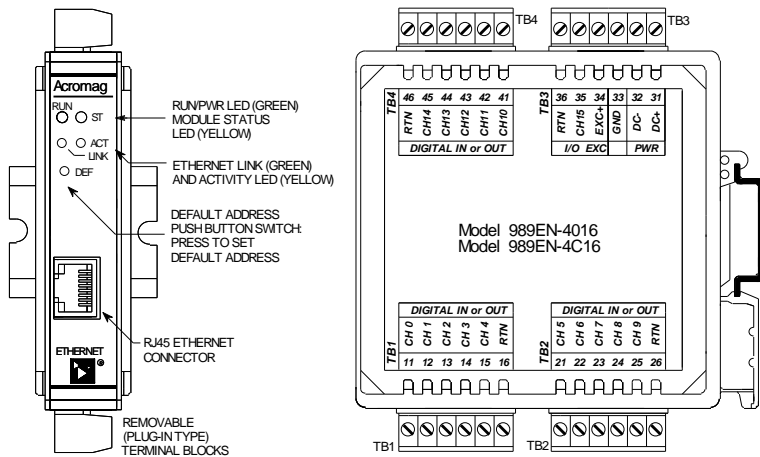 Acromag
RUN
ST
ACT
LINK
DEF
ETHERNET
®
RUN/PWR LED (GREEN)
MODULE STATUS
LED (YELLOW)
ETHERNET LINK (GREEN)
AND ACTIVITY LED (YELLOW)
DEFAULT ADDRESS
PUSH BUTTON SWITCH:
PRESS TO SET
DEFAULT ADDRESS
RJ45 ETHERNET
CONNECTOR
REMOVABLE
(PLUG-IN TYPE)
TERMINAL BLOCKS
TB4
TB3
TB4
46 45 44 43 42 41
RTN CH14 CH13 CH12 CH11 CH10
DIGITAL IN or OUT
TB3
36 35 34 33 32 31
RTN CH15 EXC+ GND DC- DC+
I/O EXC PWR
Model 989EN-4016
Model 989EN-4C16
TB1
DIGITAL IN or OUT
CH 0 CH 1 CH 2 CH 3 CH 4 RTN
11 12 13 14 15 16
TB2
DIGITAL IN or OUT
CH 5 CH 6 CH 7 CH 8 CH 9 RTN
21 22 23 24 25 26
TB1
TB2